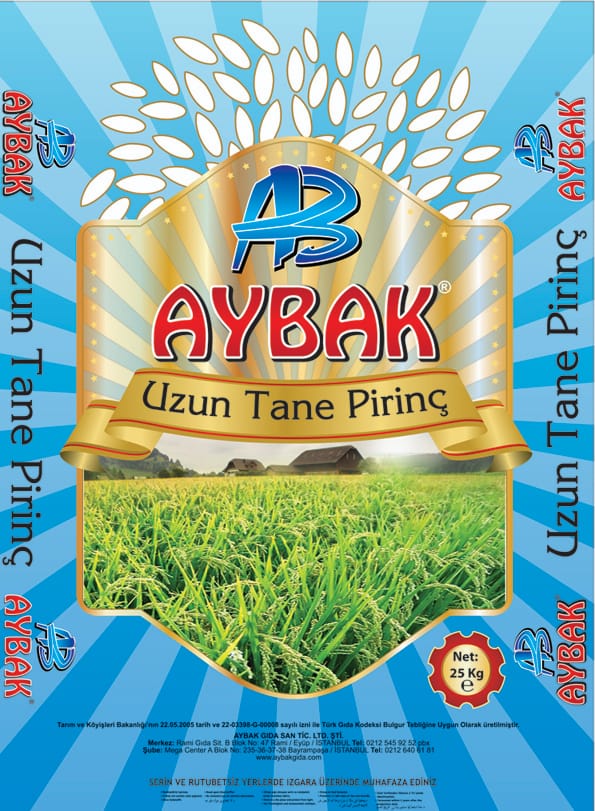 AB
AYBAK®
Uzun Tane Pirinç
AB
AYBAK®
Uzun Tane Pirinç
AB
AYBAK
AB
AYBAK®
Uzun Tane Pirinç
AB
AYBAK®
Net:
25 Kg
e
Tarım ve Köyişleri Bakanlığı'nın 22.05.2005 tarih ve 22-03398-G-00008 sayılı izni ile Türk Gıda Kodeksi Bulgur Tebliğine Uygun Olarak üretilmiştir.
AYBAK GIDA SAN TİC. LTD. ŞTİ.
Merkez: Rami Gıda Sit. B Blok No: 47 Rami / Eyüp / İSTANBUL Tel: 0212 545 92 52 pbx
Şube: Mega Center A Blok No: 235-36-37-38 Bayrampaşa / İSTANBUL Tel: 0212 640 61 81
www.aybakgida.com
SERİN VE RUTUBETSİZ YERLERDE IZGARA ÜZERİNDE MUHAFAZA EDİNİZ